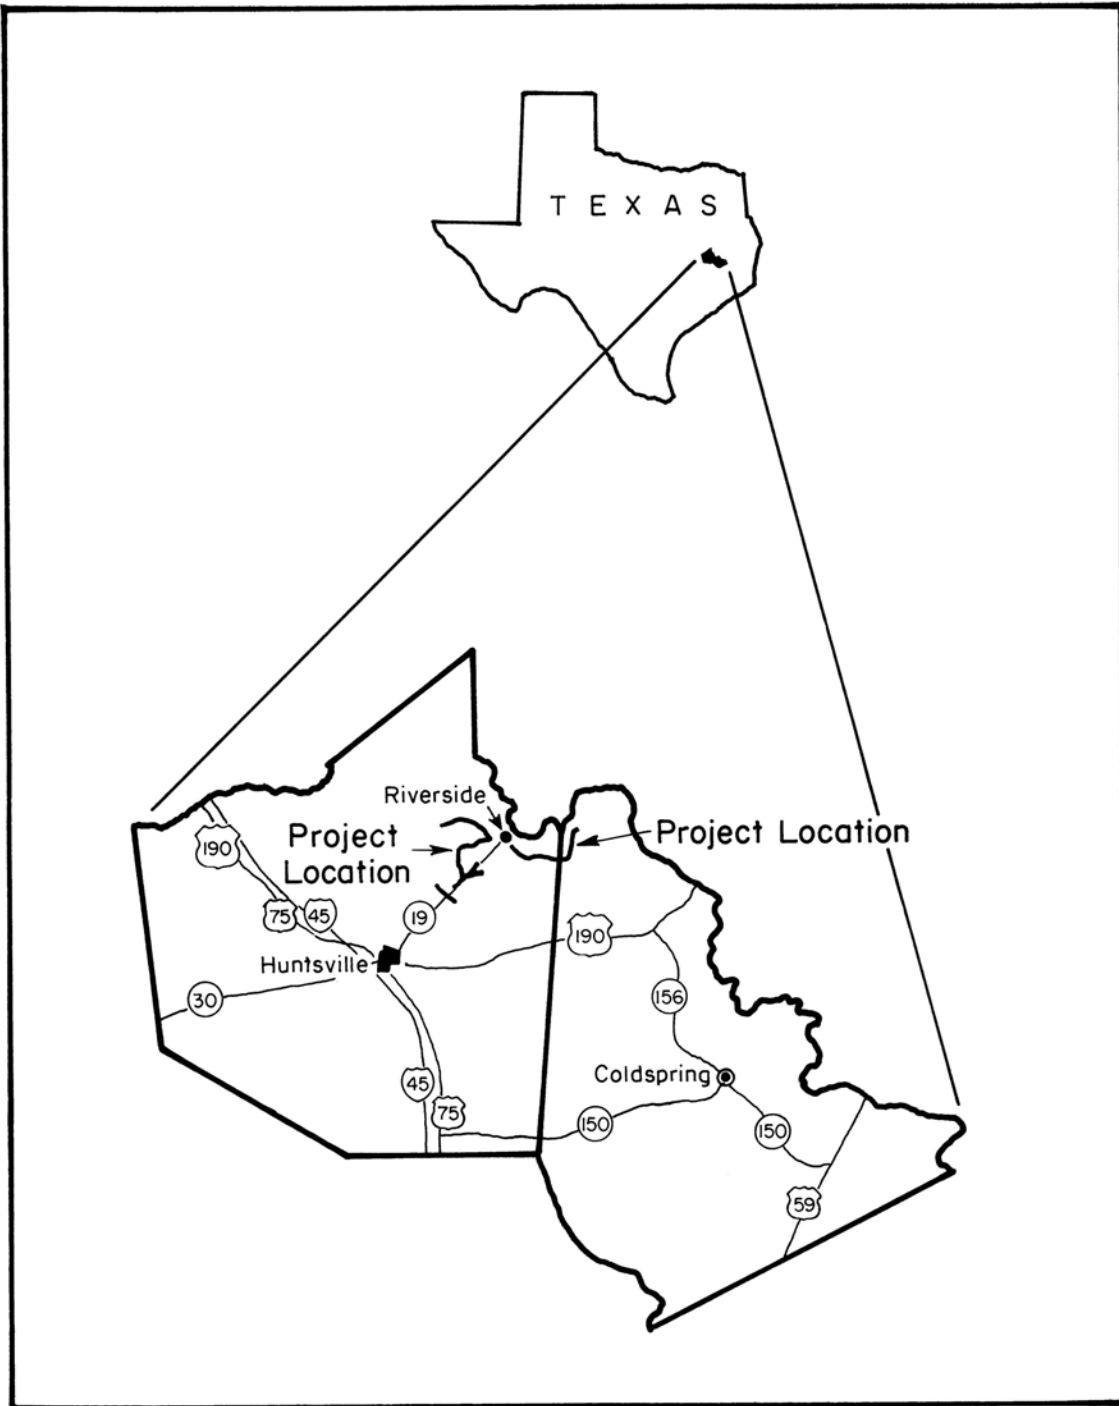 TEXAS
Riverside
Project
Location
Project Location
190
75
45
19
190
Huntsville
30
156
45
Coldspring
75
150
150
59